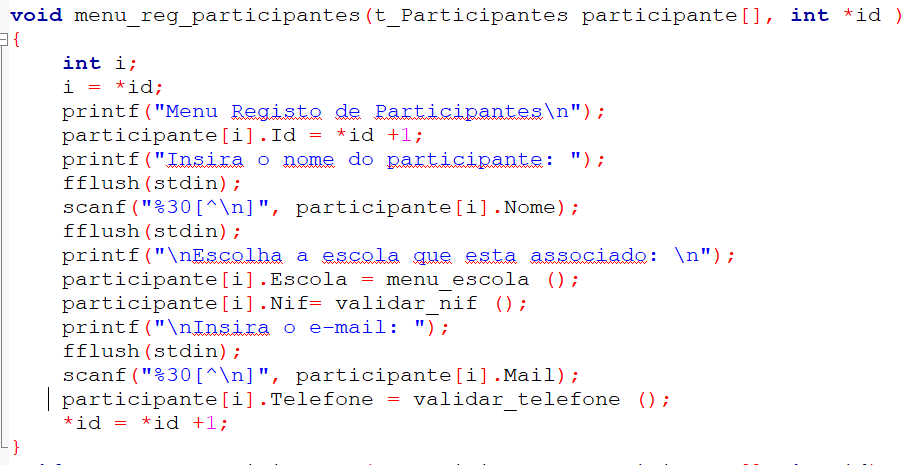 void menu_reg_participantes(t_Participantes participante[], int *id )
{
int i;
i = *id;
printf("Menu Registo de Participantes\n");
participante[i].Id = *id +1;
printf("Insira o nome do participante: ");
fflush(stdin);
scanf("%30[^\n]", participante[i].Nome);
fflush(stdin);
printf("\nEscolha a escola que esta associado: \n");
participante[i].Escola = menu_escola ();
participante[i].Nif= validar_nif ();
printf("\nInsira o e-mail: ");
fflush(stdin);
scanf("%30[^\n]", participante[i].Mail);
participante[i].Telefone = validar_telefone ();
*id = *id +1;
}